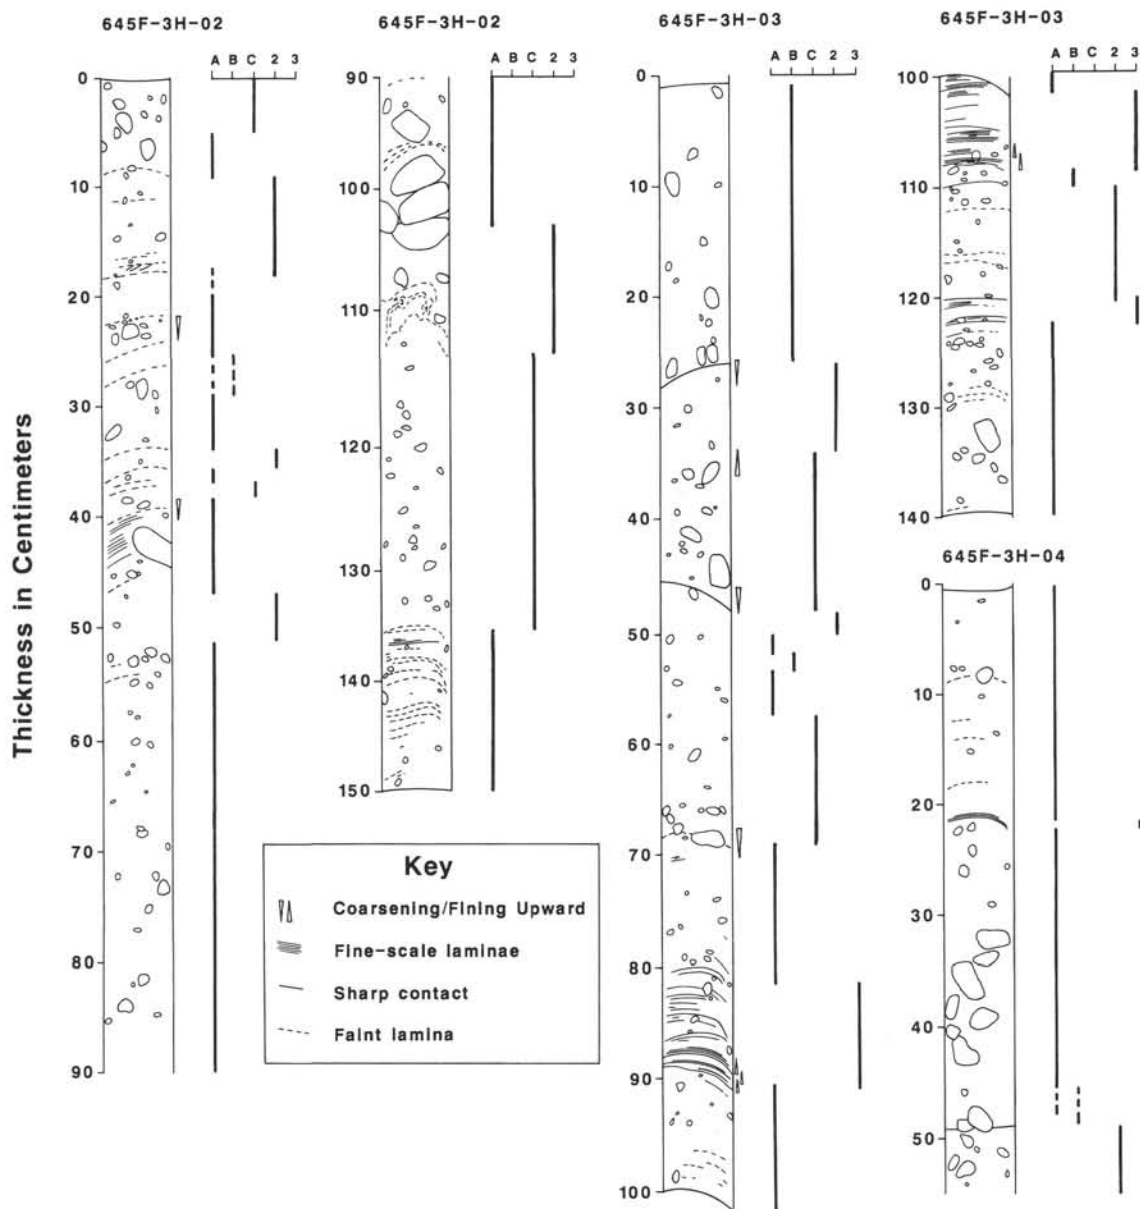 645F-3H-02
A B C 2 3
0
10
20
30
40
50
60
70
80
90
Thickness in Centimeters
645F-3H-02
A B C 2 3
90
100
110
120
130
140
150
Key
Coarsening/Fining Upward
Fine-scale laminae
Sharp contact
Faint lamina
645F-3H-03
A B C 2 3
0
10
20
30
40
50
60
70
80
90
100
645F-3H-03
A B C 2 3
100
110
120
130
140
645F-3H-04
0
10
20
30
40
50